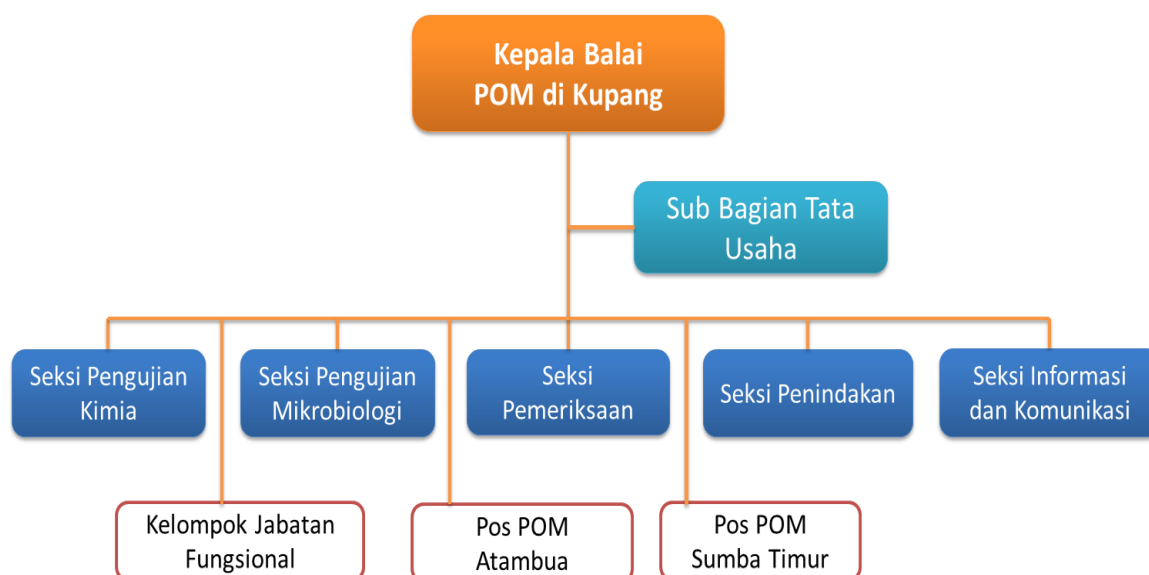 Kepala Balai
POM di Kupang
Sub Bagian Tata
Usaha
Seksi Pengujian
Kimia
Seksi Pengujian
Mikrobiologi
Seksi
Pemeriksaan
Seksi Penindakan
Seksi Informasi
dan Komunikasi
Kelompok Jabatan
Fungsional
Pos POM
Atambua
Pos POM
Sumba Timur